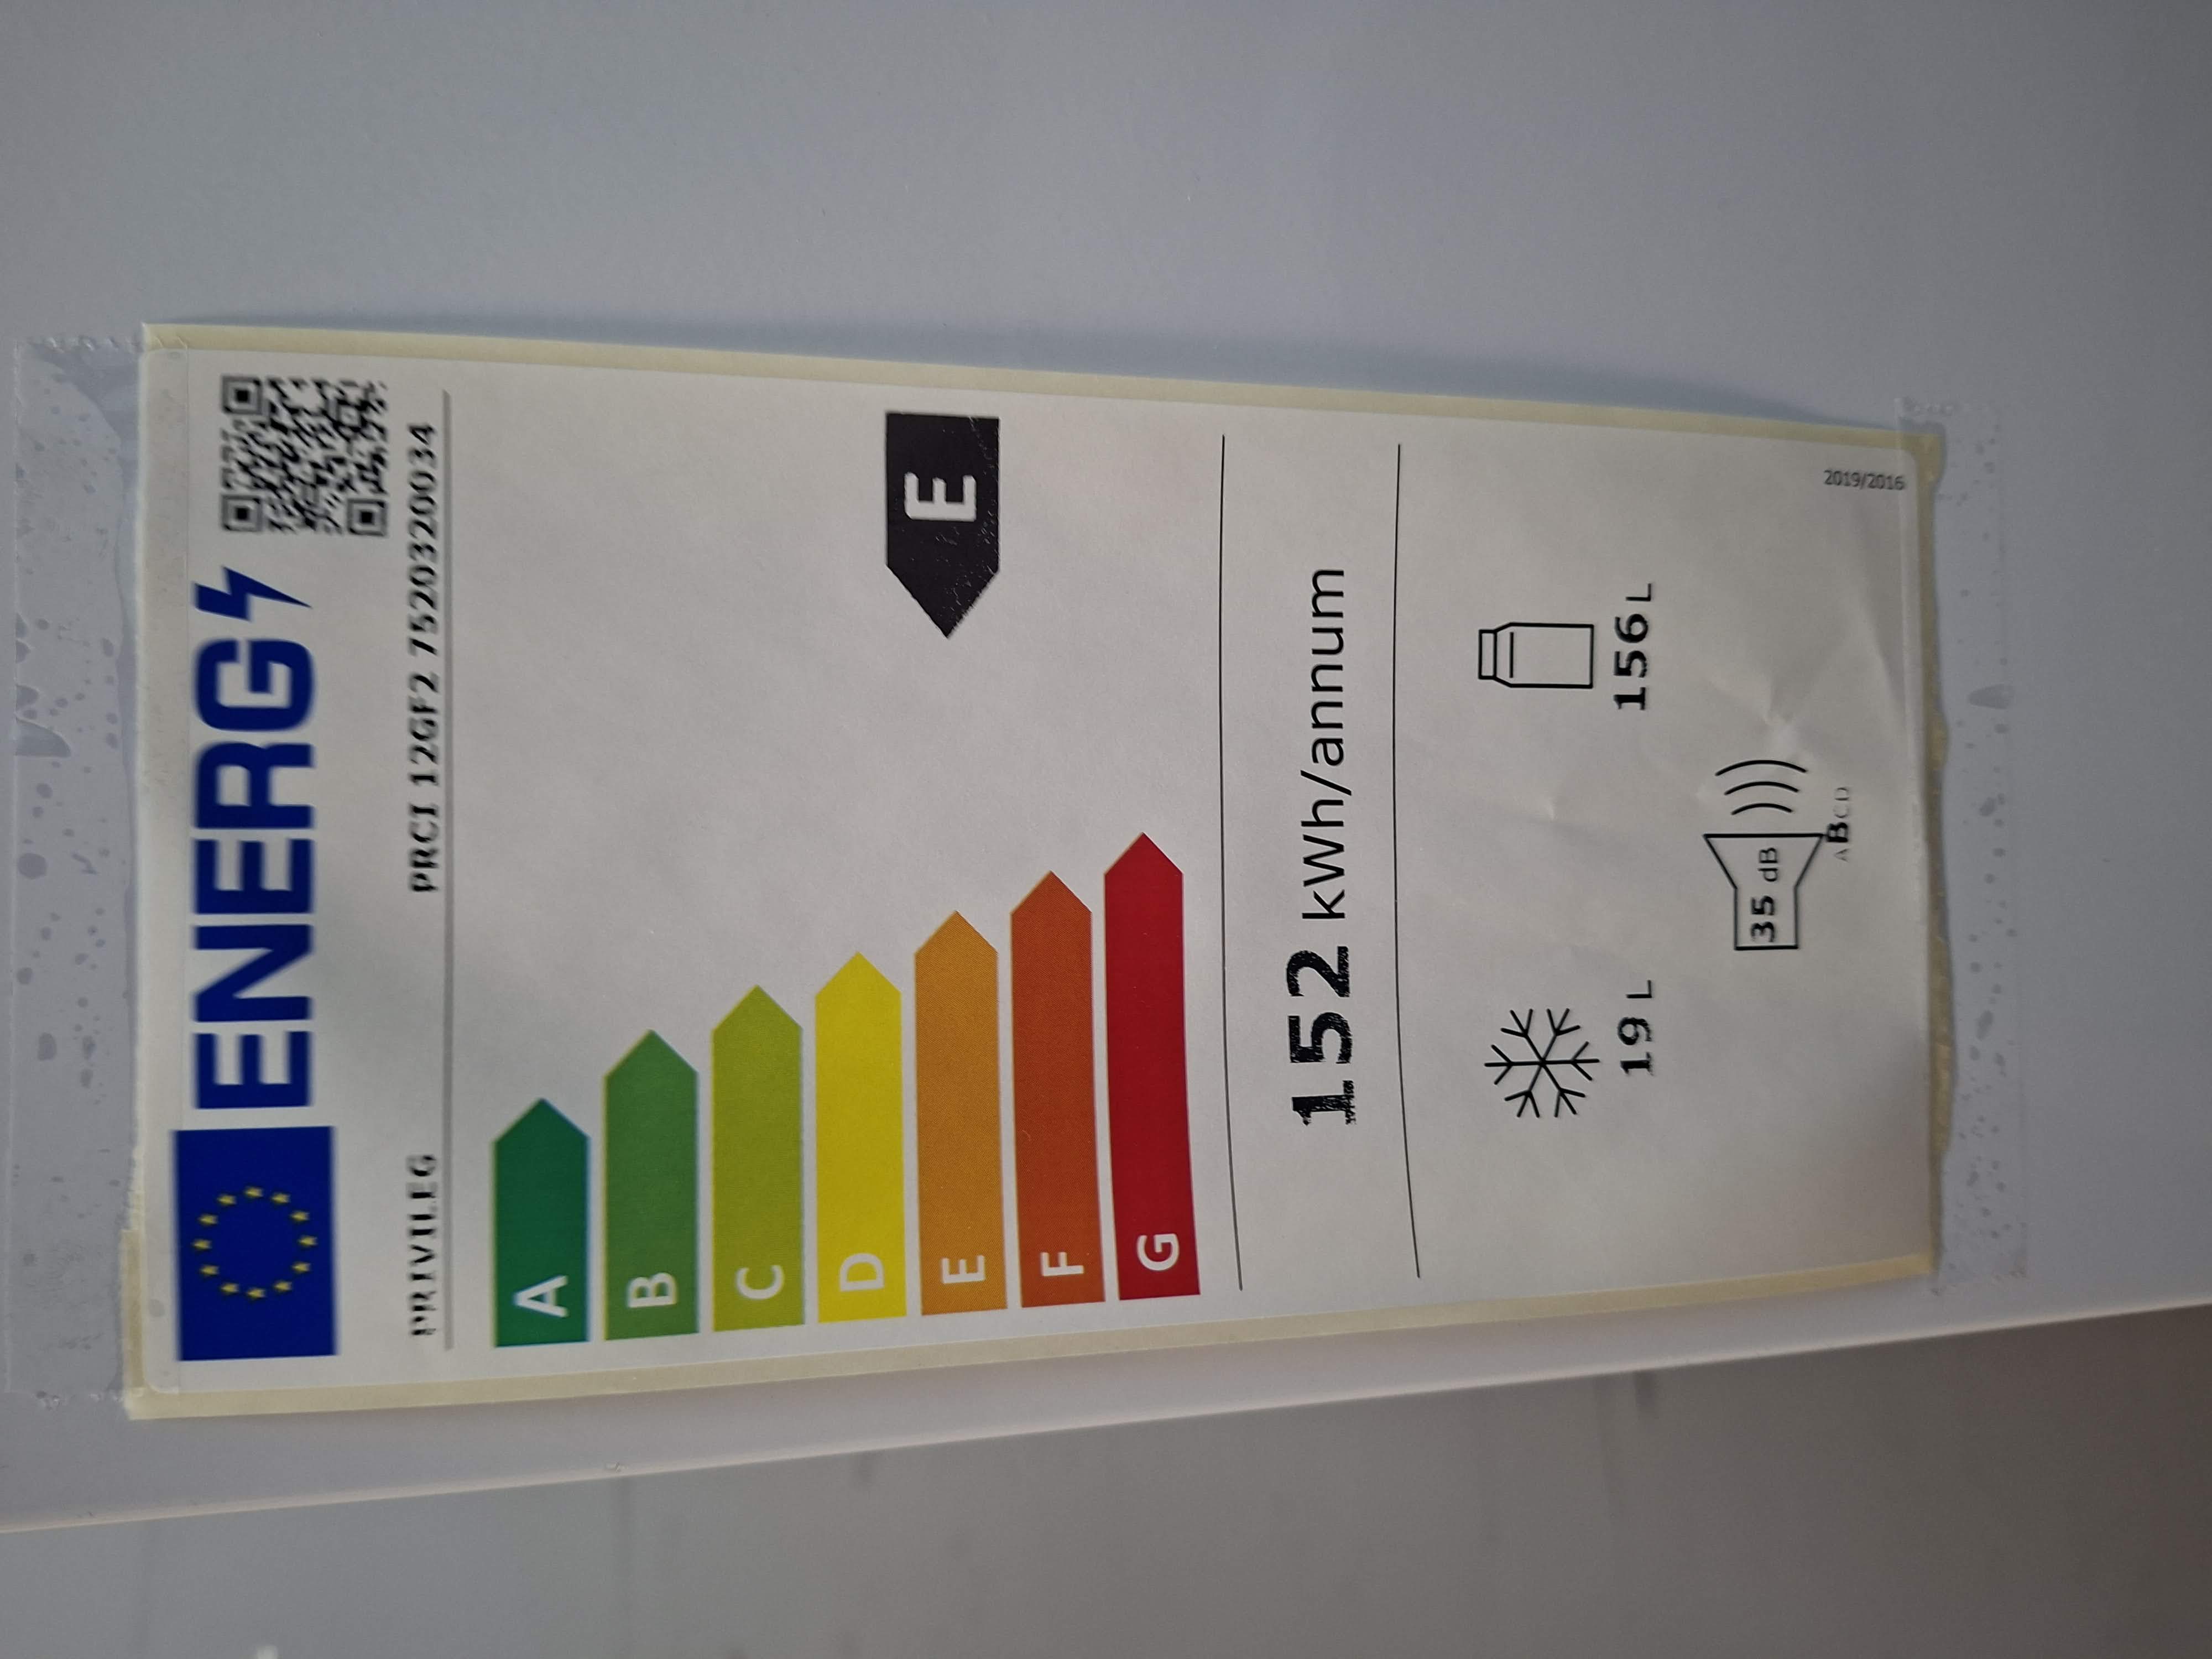 ENERG
PRIVILEG PRCI 12GF2 7520320034
A
B
C
D
E
F
G
E
152 kWh/annum
19 L 156 L
35 dB
ABCD
2019/2016